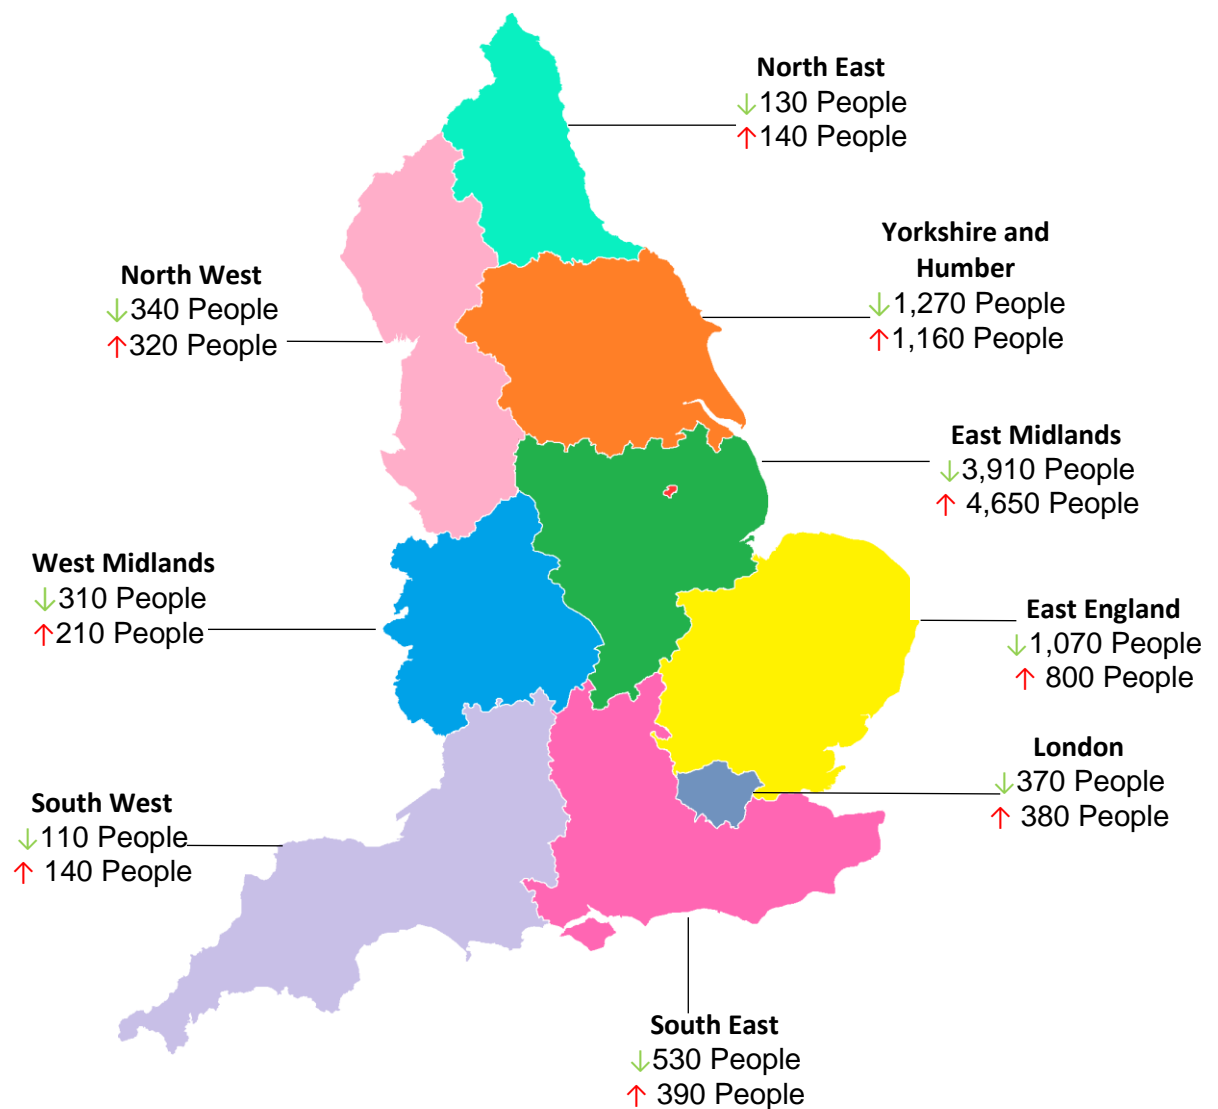 North East
↓130 People
↑140 People
Yorkshire and
Humber
↓1,270 People
↑1,160 People
North West
↓340 People
↑320 People
East Midlands
↓3,910 People
↑ 4,650 People
West Midlands
↓310 People
↑210 People
East England
↓1,070 People
↑ 800 People
London
↓370 People
↑ 380 People
South West
↓110 People
↑ 140 People
South East
↓530 People
↑ 390 People